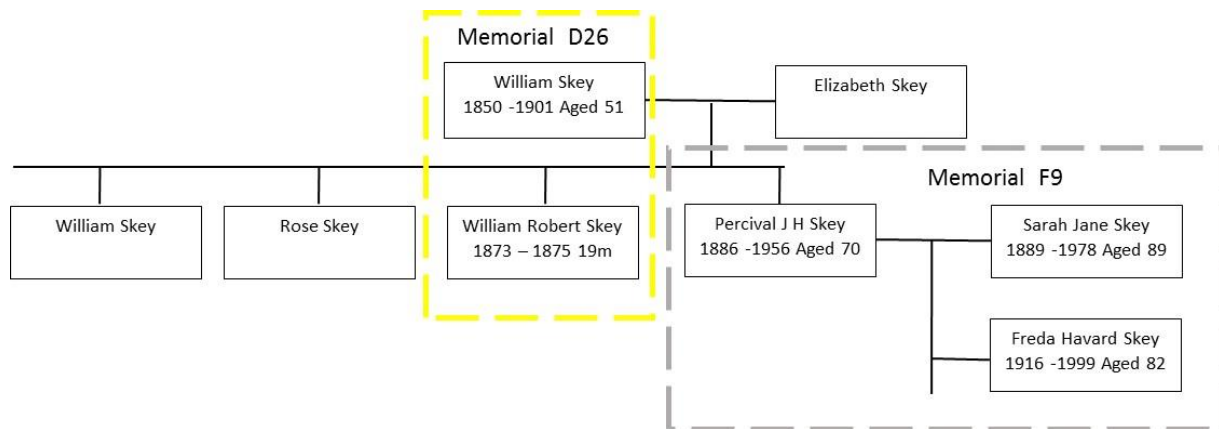 Memorial D26
William Skey
1850 -1901 Aged 51
Elizabeth Skey
Memorial F9
William Skey
Rose Skey
William Robert Skey
1873 – 1875 19m
Percival J H Skey
1886 -1956 Aged 70
Sarah Jane Skey
1889 -1978 Aged 89
Freda Havard Skey
1916 -1999 Aged 82